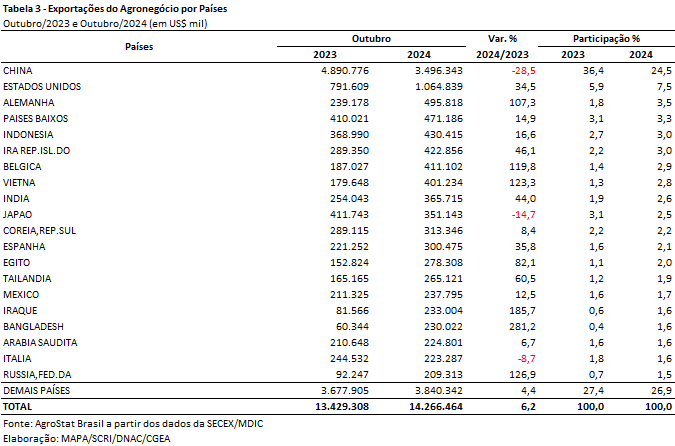 Tabela 3 - Exportações do Agronegócio por Países
Outubro/2023 e Outubro/2024 (em US$ mil)
Países Outubro Var. % Participação %
2023 2024 2024/2023 2023 2024
CHINA 4.890.776 3.496.343 -28,5 36,4 24,5
ESTADOS UNIDOS 791.609 1.064.839 34,5 5,9 7,5
ALEMANHA 239.178 495.818 107,3 1,8 3,5
PAISES BAIXOS 410.021 471.186 14,9 3,1 3,3
INDONESIA 368.990 430.415 16,6 2,7 3,0
IRA REP.ISL.DO 289.350 422.856 46,1 2,2 3,0
BELGICA 187.027 411.102 119,8 1,4 2,9
VIETNA 179.648 401.234 123,3 1,3 2,8
INDIA 254.043 365.715 44,0 1,9 2,6
JAPAO 411.743 351.143 -14,7 3,1 2,5
COREIA,REP.SUL 289.115 313.346 8,4 2,2 2,2
ESPANHA 221.252 300.475 35,8 1,6 2,1
EGITO 152.824 278.308 82,1 1,1 2,0
TAILANDIA 165.165 265.121 60,5 1,2 1,9
MEXICO 211.325 237.795 12,5 1,6 1,7
IRAQUE 81.566 233.004 185,7 0,6 1,6
BANGLADESH 60.344 230.022 281,2 0,4 1,6
ARABIA SAUDITA 210.648 224.801 6,7 1,6 1,6
ITALIA 244.532 223.287 -8,7 1,8 1,6
RUSSIA,FED.DA 92.247 209.313 126,9 0,7 1,5
DEMAIS PAÍSES 3.677.905 3.840.342 4,4 27,4 26,9
TOTAL 13.429.308 14.266.464 6,2 100,0 100,0
Fonte: AgroStat Brasil a partir dos dados da SECEX/MDIC
Elaboração: MAPA/SCRI/DNAC/CGEA